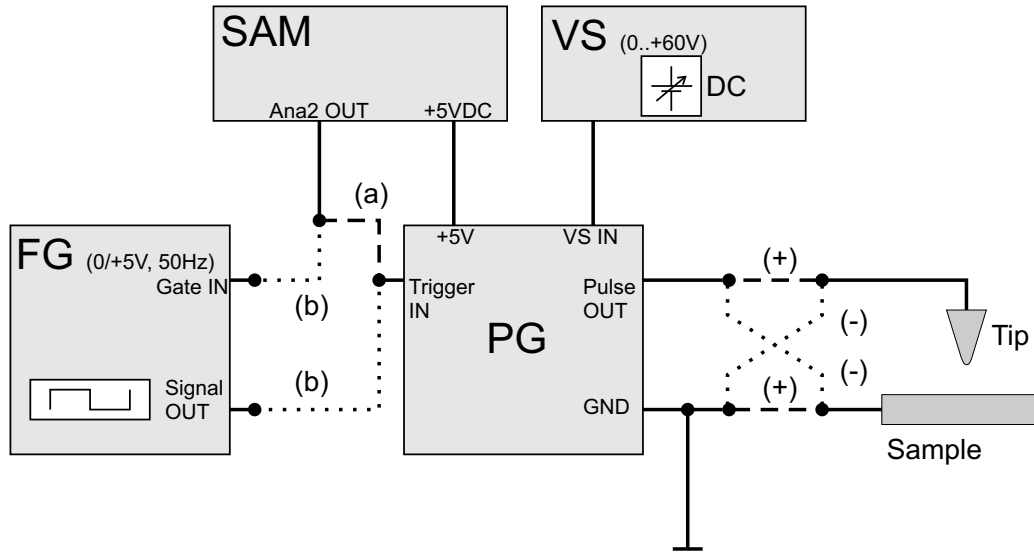 SAM
Ana2 OUT
+5VDC
VS (0..+60V)
DC
(a)
FG (0/+5V, 50Hz)
Gate IN
(b)
(b)
Signal
OUT
+5V
VS IN
Trigger
IN
Pulse
OUT
PG
GND
(+)
(-)
(-)
(+)
Tip
Sample